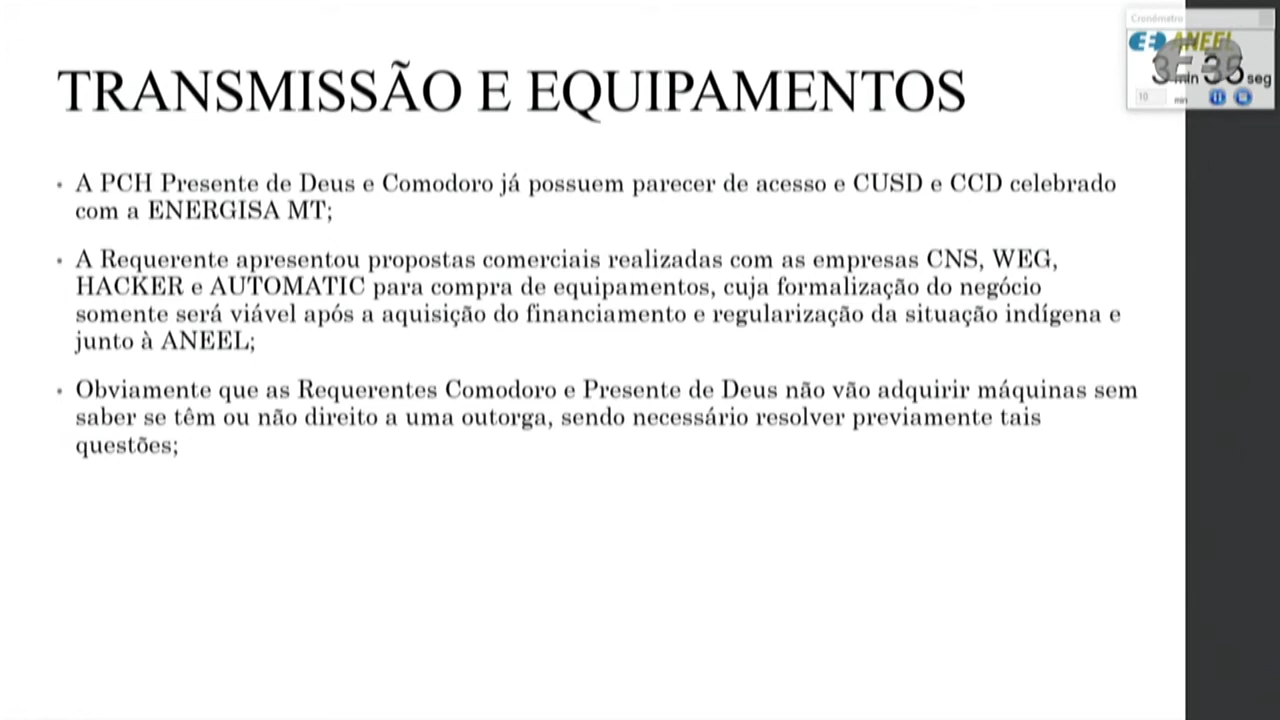 Cronômetro
ANEEL
TRANSMISSÃO E EQUIPAMENTOS
min
seg
10
min
• A PCH Presente de Deus e Comodoro já possuem parecer de acesso e CUSD e CCD celebrado
com a ENERGISA MT;
• A Requerente apresentou propostas comerciais realizadas com as empresas CNS, WEG,
HACKER e AUTOMATIC para compra de equipamentos, cuja formalização do negócio
somente será viável após a aquisição do financiamento e regularização da situação indígena e
junto à ANEEL;
• Obviamente que as Requerentes Comodoro e Presente de Deus não vão adquirir máquinas sem
saber se têm ou não direito a uma outorga, sendo necessário resolver previamente tais
questões;